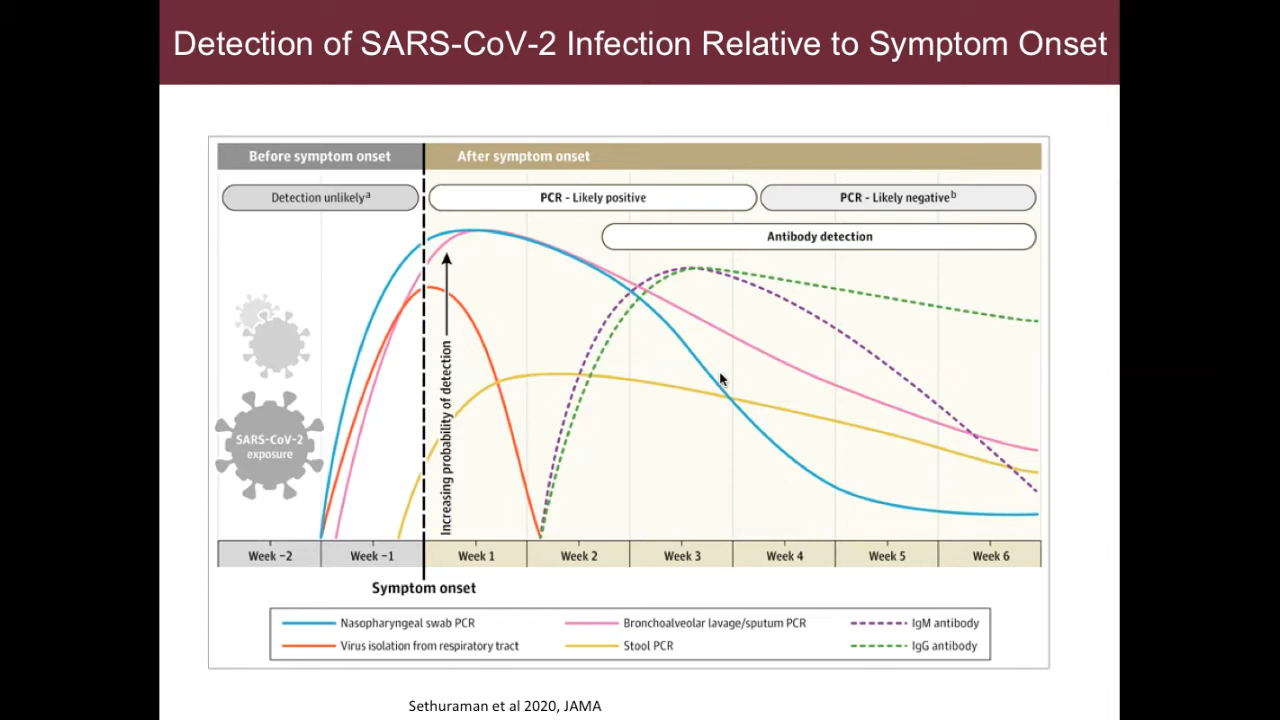 Detection of SARS-CoV-2 Infection Relative to Symptom Onset
Before symptom onset
After symptom onset
Detection unlikelyᵃ
PCR - Likely positive
PCR - Likely negativeᵇ
Antibody detection
Increasing probability of detection
SARS-CoV-2
exposure
Week −2
Week −1
Week 1
Week 2
Week 3
Week 4
Week 5
Week 6
Symptom onset
Nasopharyngeal swab PCR
Bronchoalveolar lavage/sputum PCR
IgM antibody
Virus isolation from respiratory tract
Stool PCR
IgG antibody
Sethuraman et al 2020, JAMA